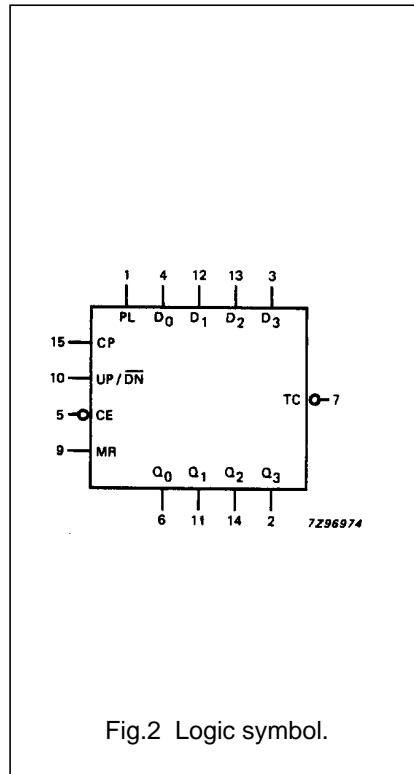 1 4 12 13 3
PL D0 D1 D2 D3
15 CP
10 UP/D̅N̅
TC 7
5 CE
9 MR
Q0 Q1 Q2 Q3
6 11 14 2 7Z96974
Fig.2 Logic symbol.